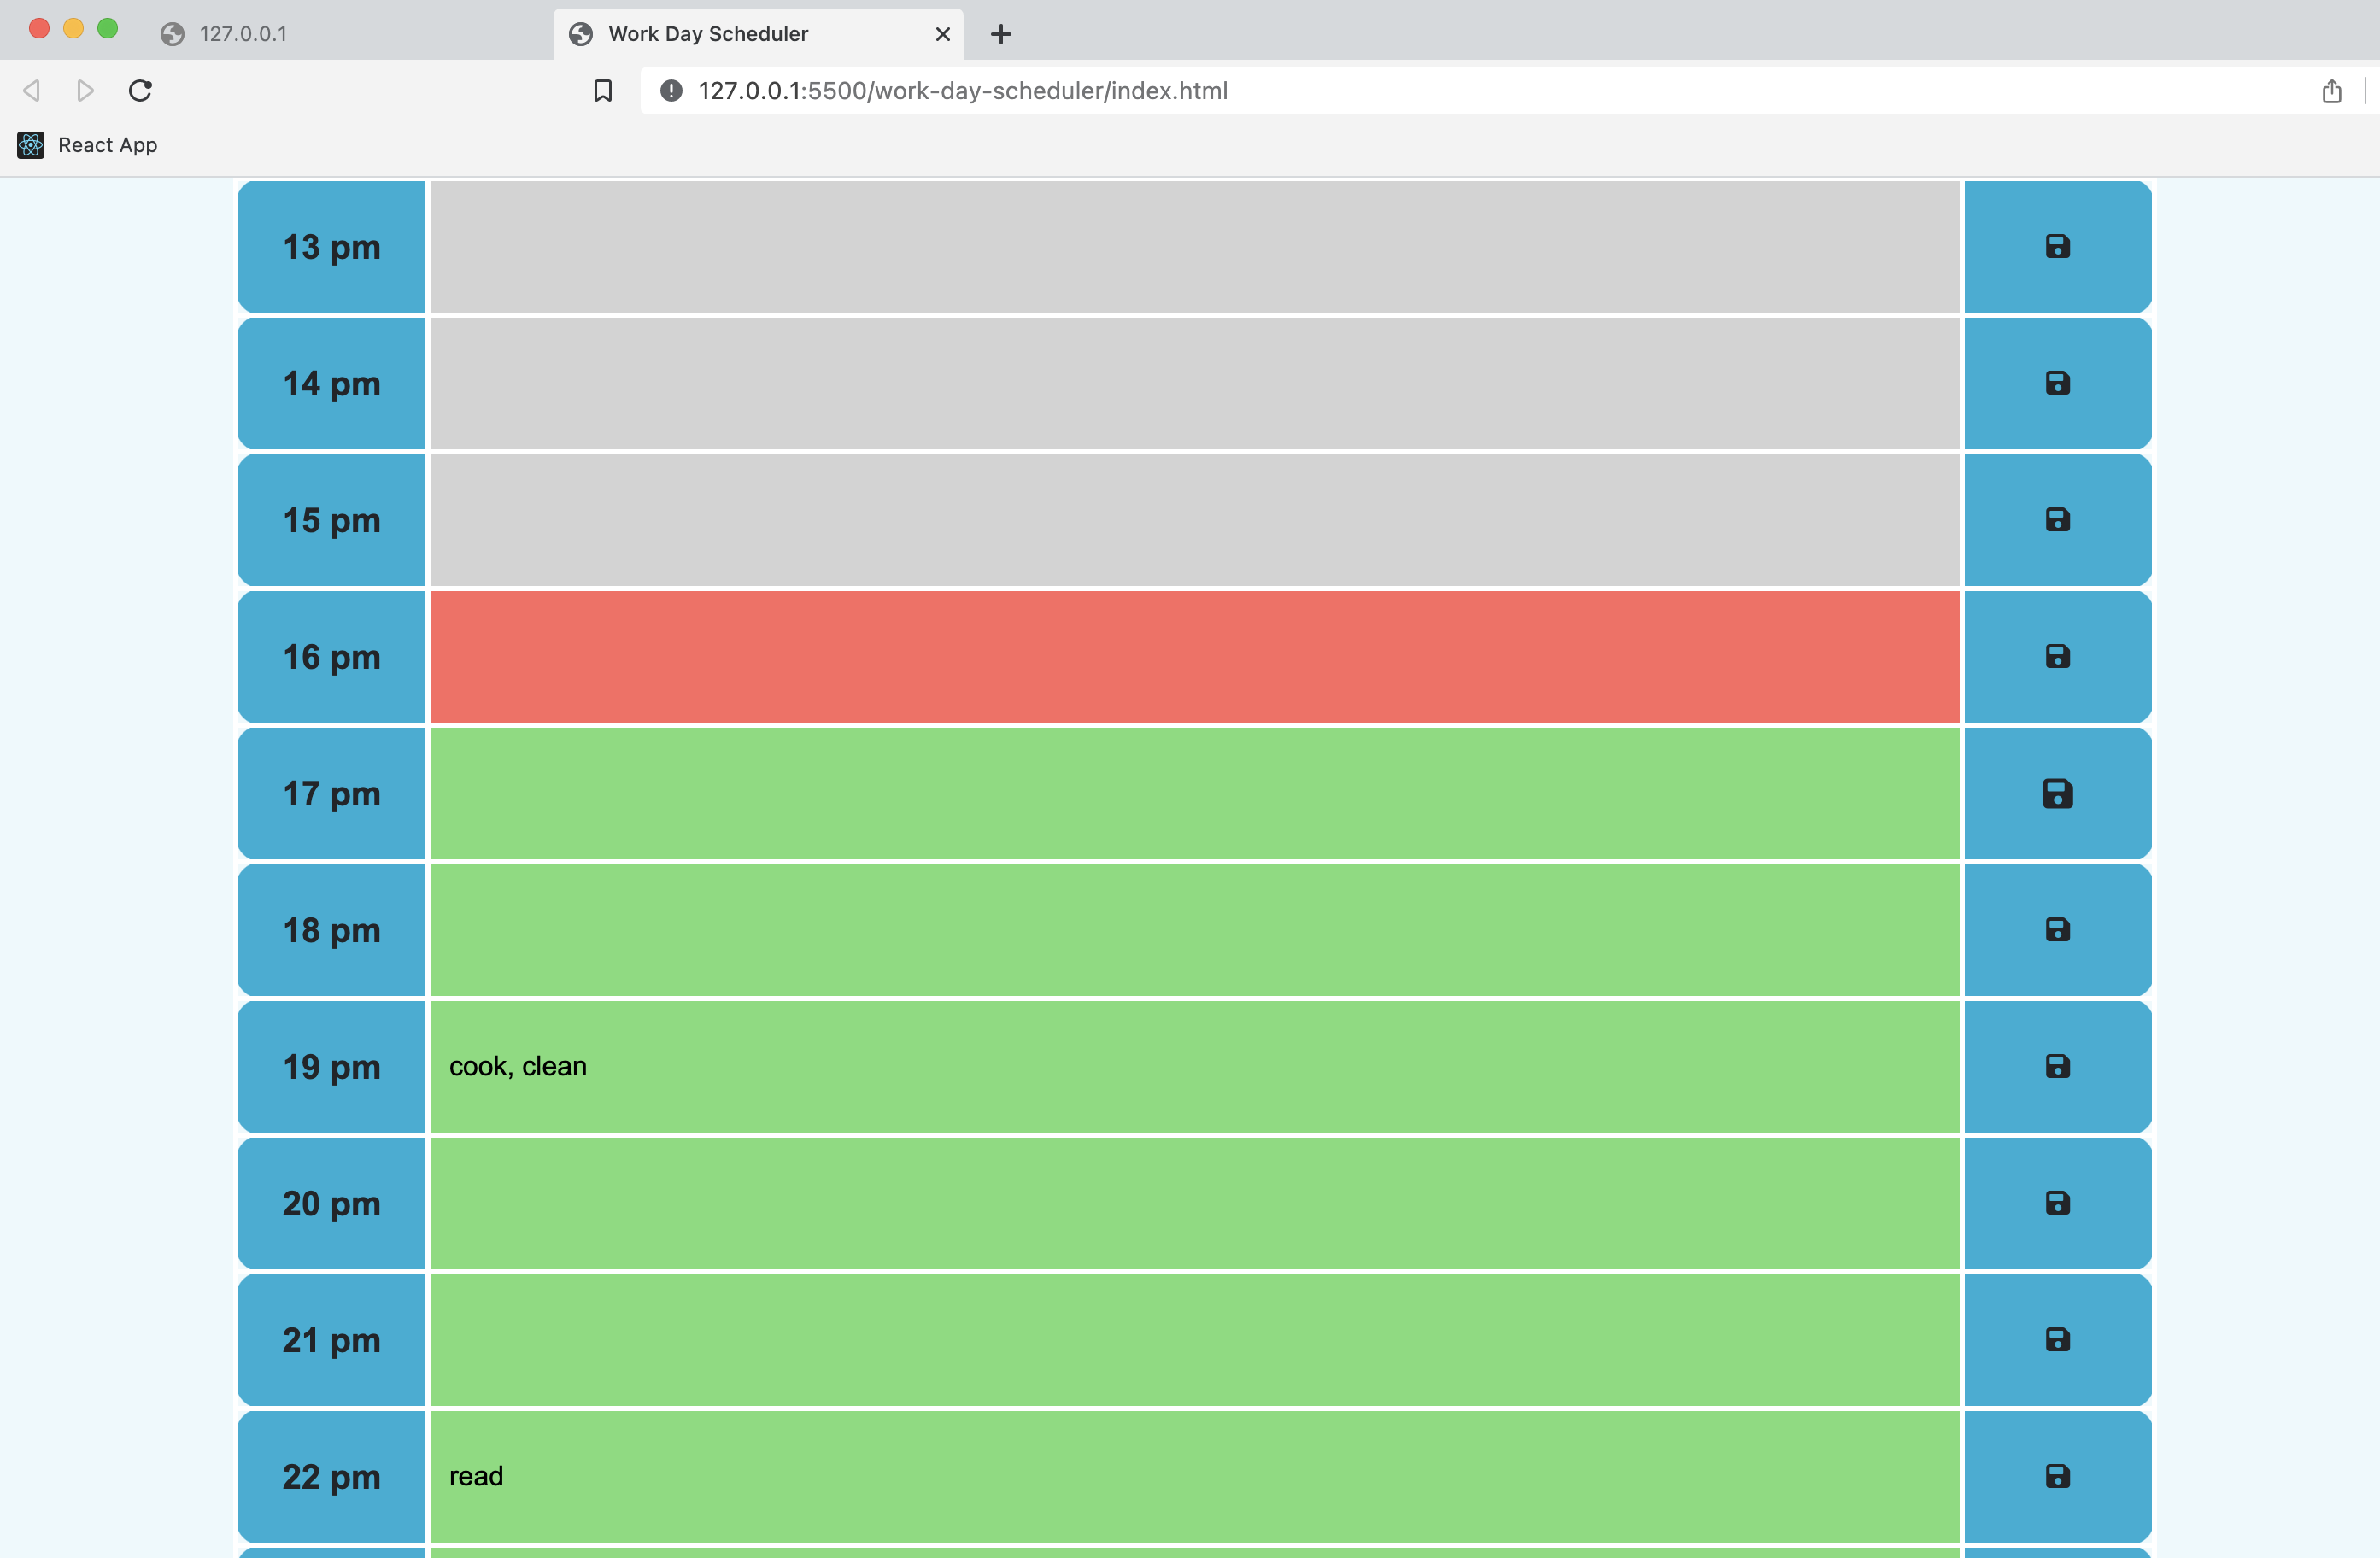 127.0.0.1
Work Day Scheduler
127.0.0.1:5500/work-day-scheduler/index.html
React App
13 pm
14 pm
15 pm
16 pm
17 pm
18 pm
19 pm cook, clean
20 pm
21 pm
22 pm read